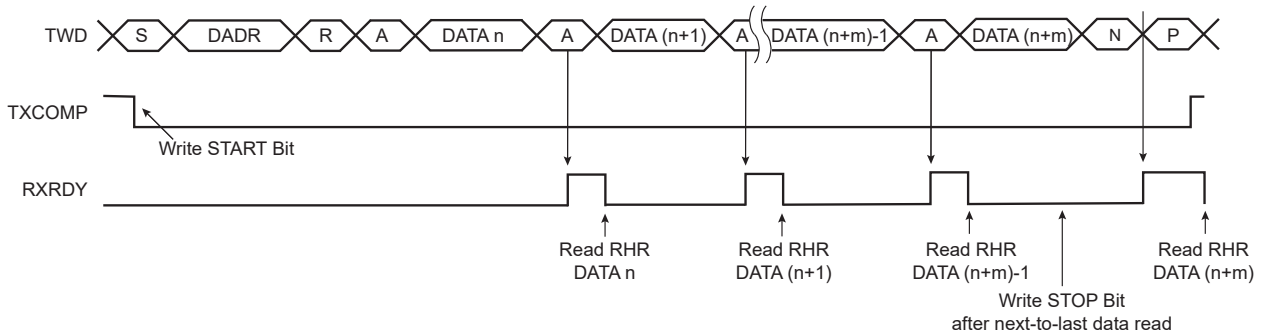 TWD S DADR R A DATA n A DATA (n+1) A DATA (n+m)-1 A DATA (n+m) N P
TXCOMP
Write START Bit
RXRDY
Read RHR Read RHR Read RHR Read RHR
DATA n DATA (n+1) DATA (n+m)-1 DATA (n+m)
Write STOP Bit
after next-to-last data read